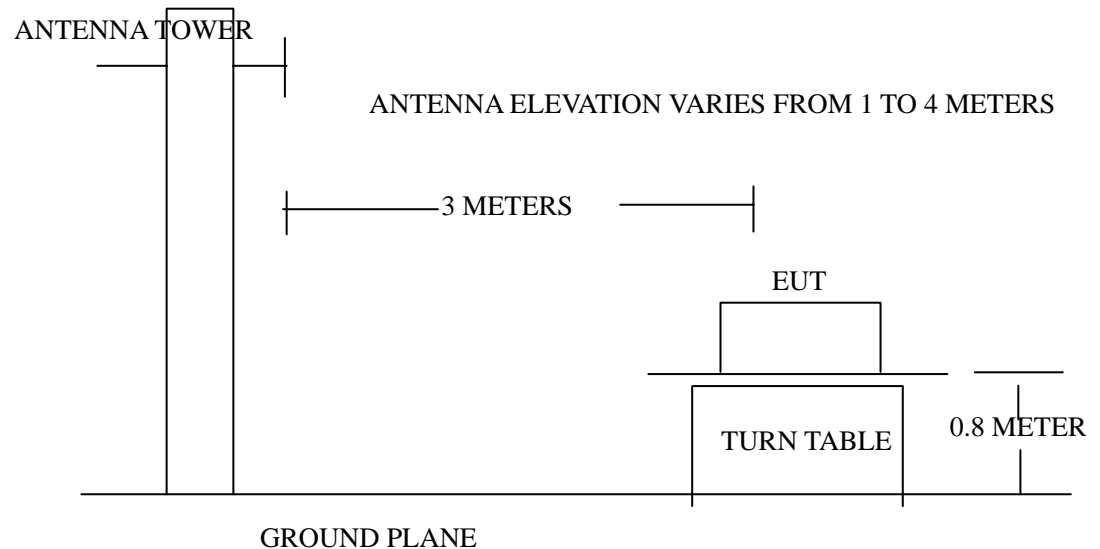 ANTENNA TOWER
ANTENNA ELEVATION VARIES FROM 1 TO 4 METERS
3 METERS
EUT
0.8 METER
TURN TABLE
GROUND PLANE